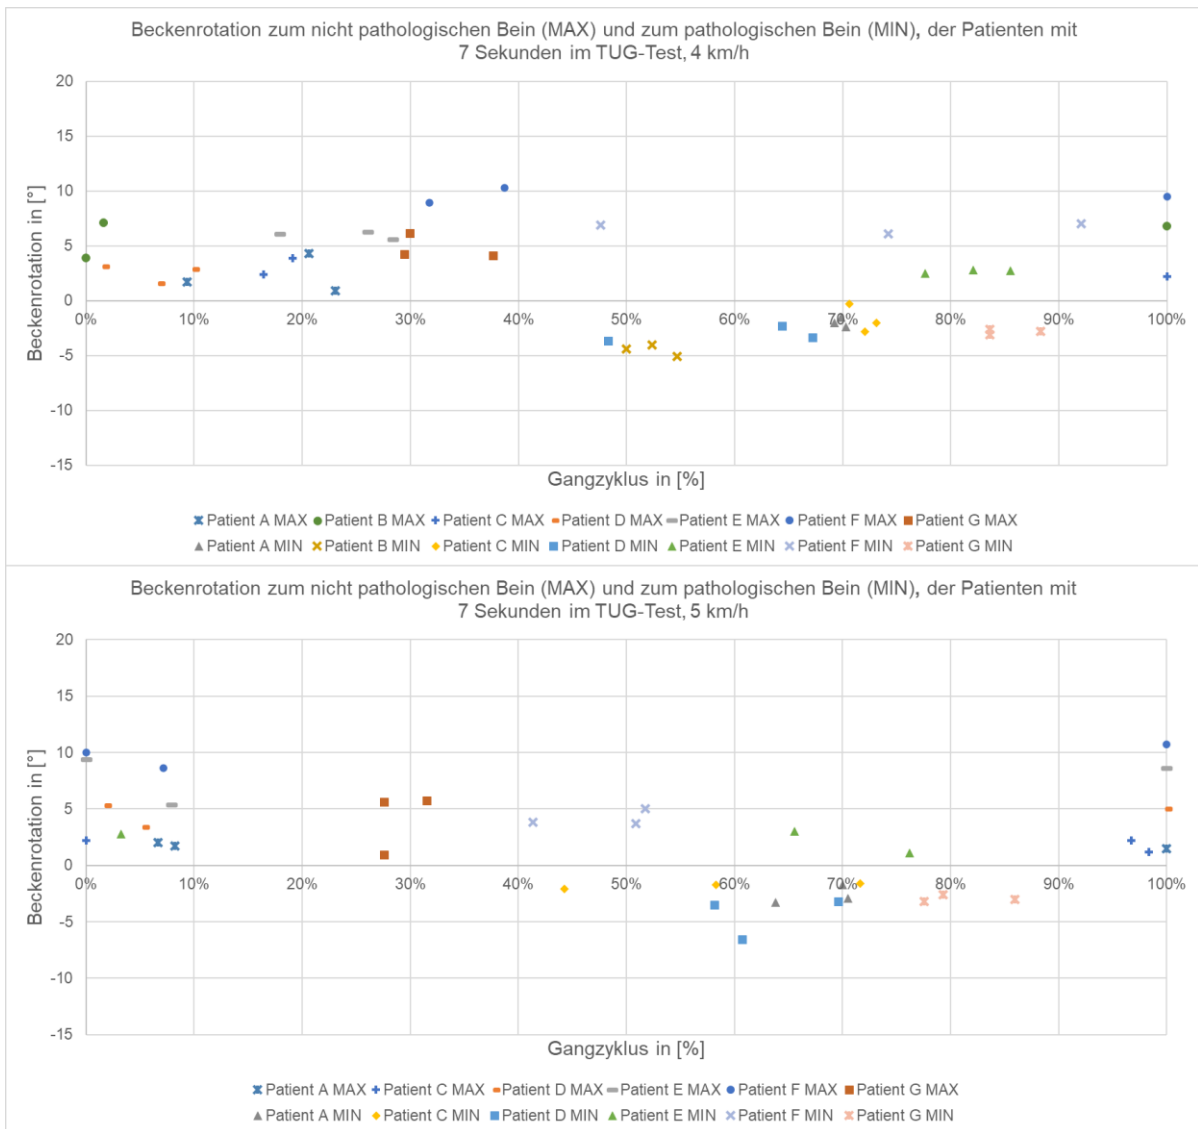 Beckenrotation zum nicht pathologischen Bein (MAX) und zum pathologischen Bein (MIN), der Patienten mit
7 Sekunden im TUG-Test, 4 km/h
20
15
10
5
0
-5
-10
-15
Beckenrotation in [°]
0% 10% 20% 30% 40% 50% 60% 70% 80% 90% 100%
Gangzyklus in [%]
Patient A MAX Patient B MAX Patient C MAX Patient D MAX Patient E MAX Patient F MAX Patient G MAX
Patient A MIN Patient B MIN Patient C MIN Patient D MIN Patient E MIN Patient F MIN Patient G MIN
Beckenrotation zum nicht pathologischen Bein (MAX) und zum pathologischen Bein (MIN), der Patienten mit
7 Sekunden im TUG-Test, 5 km/h
20
15
10
5
0
-5
-10
-15
Beckenrotation in [°]
0% 10% 20% 30% 40% 50% 60% 70% 80% 90% 100%
Gangzyklus in [%]
Patient A MAX Patient C MAX Patient D MAX Patient E MAX Patient F MAX Patient G MAX
Patient A MIN Patient C MIN Patient D MIN Patient E MIN Patient F MIN Patient G MIN